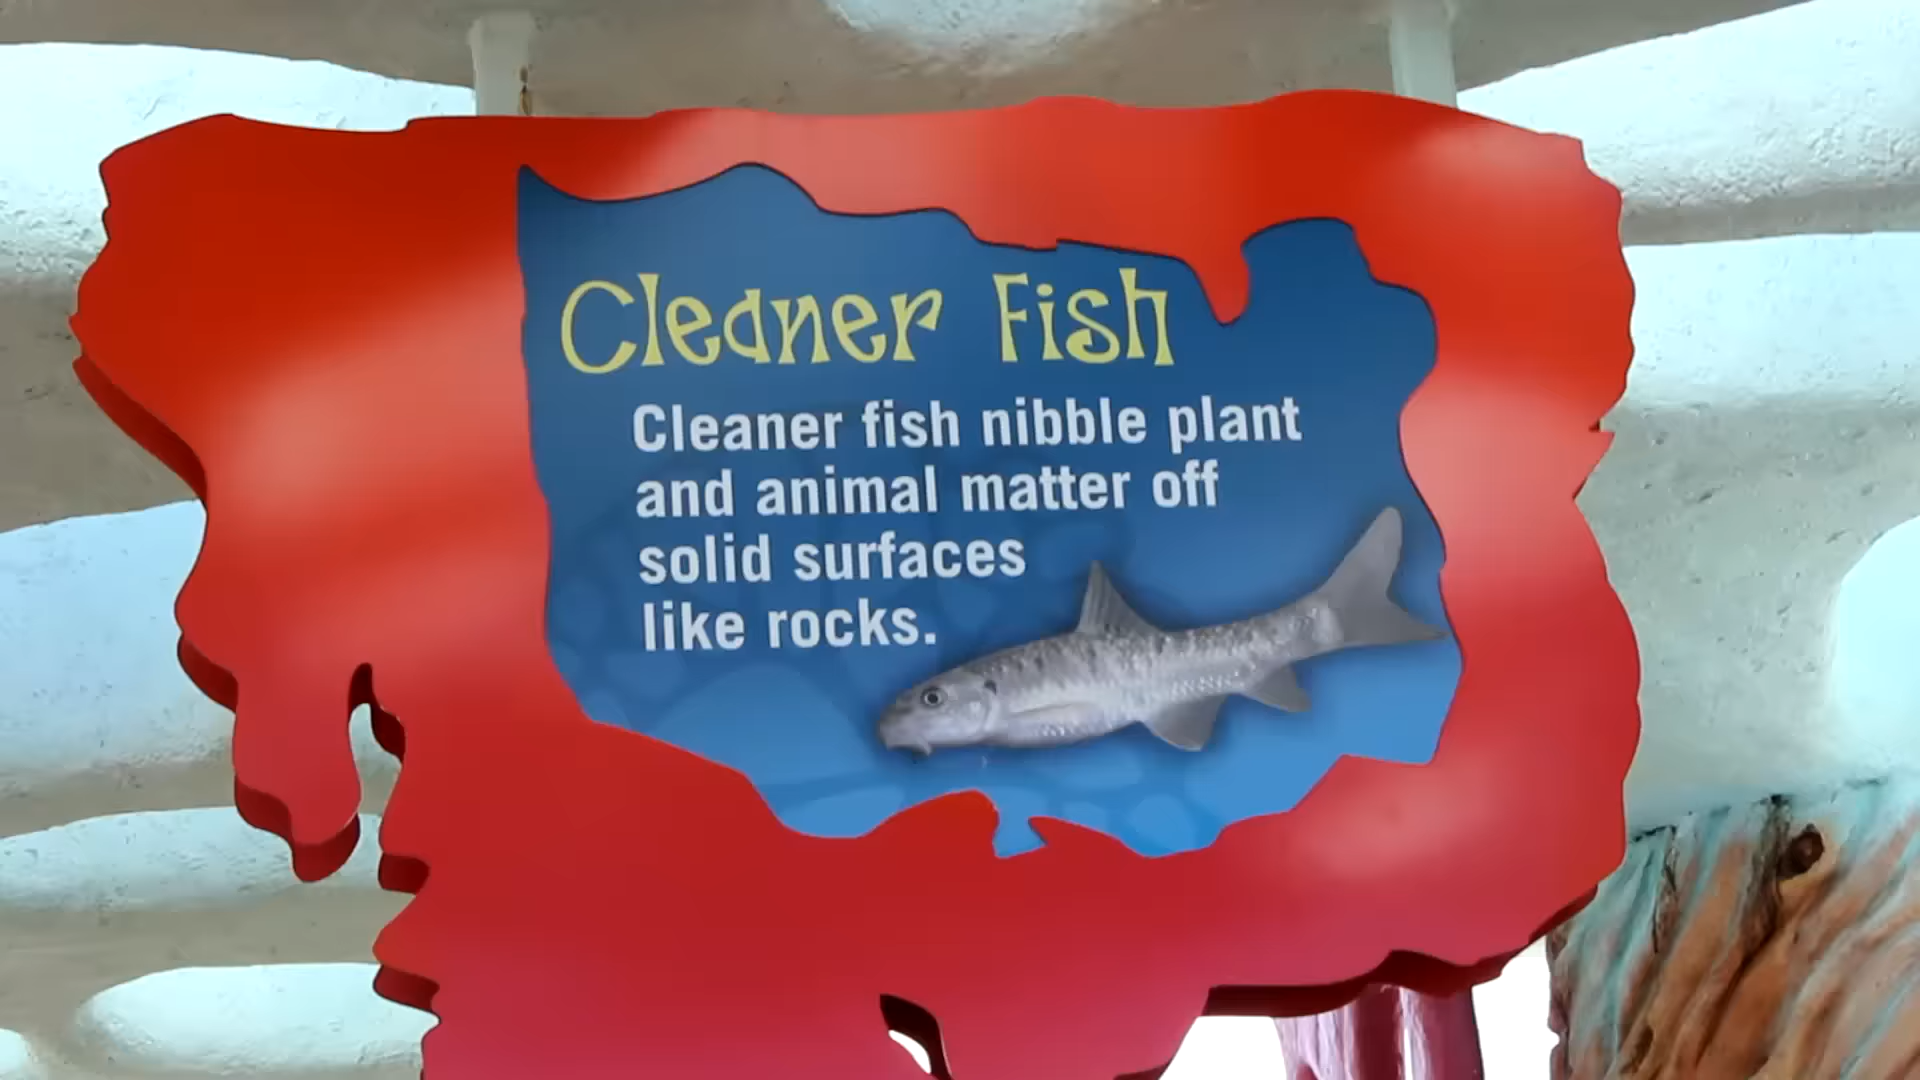 Cleaner Fish
Cleaner fish nibble plant
and animal matter off
solid surfaces
like rocks.